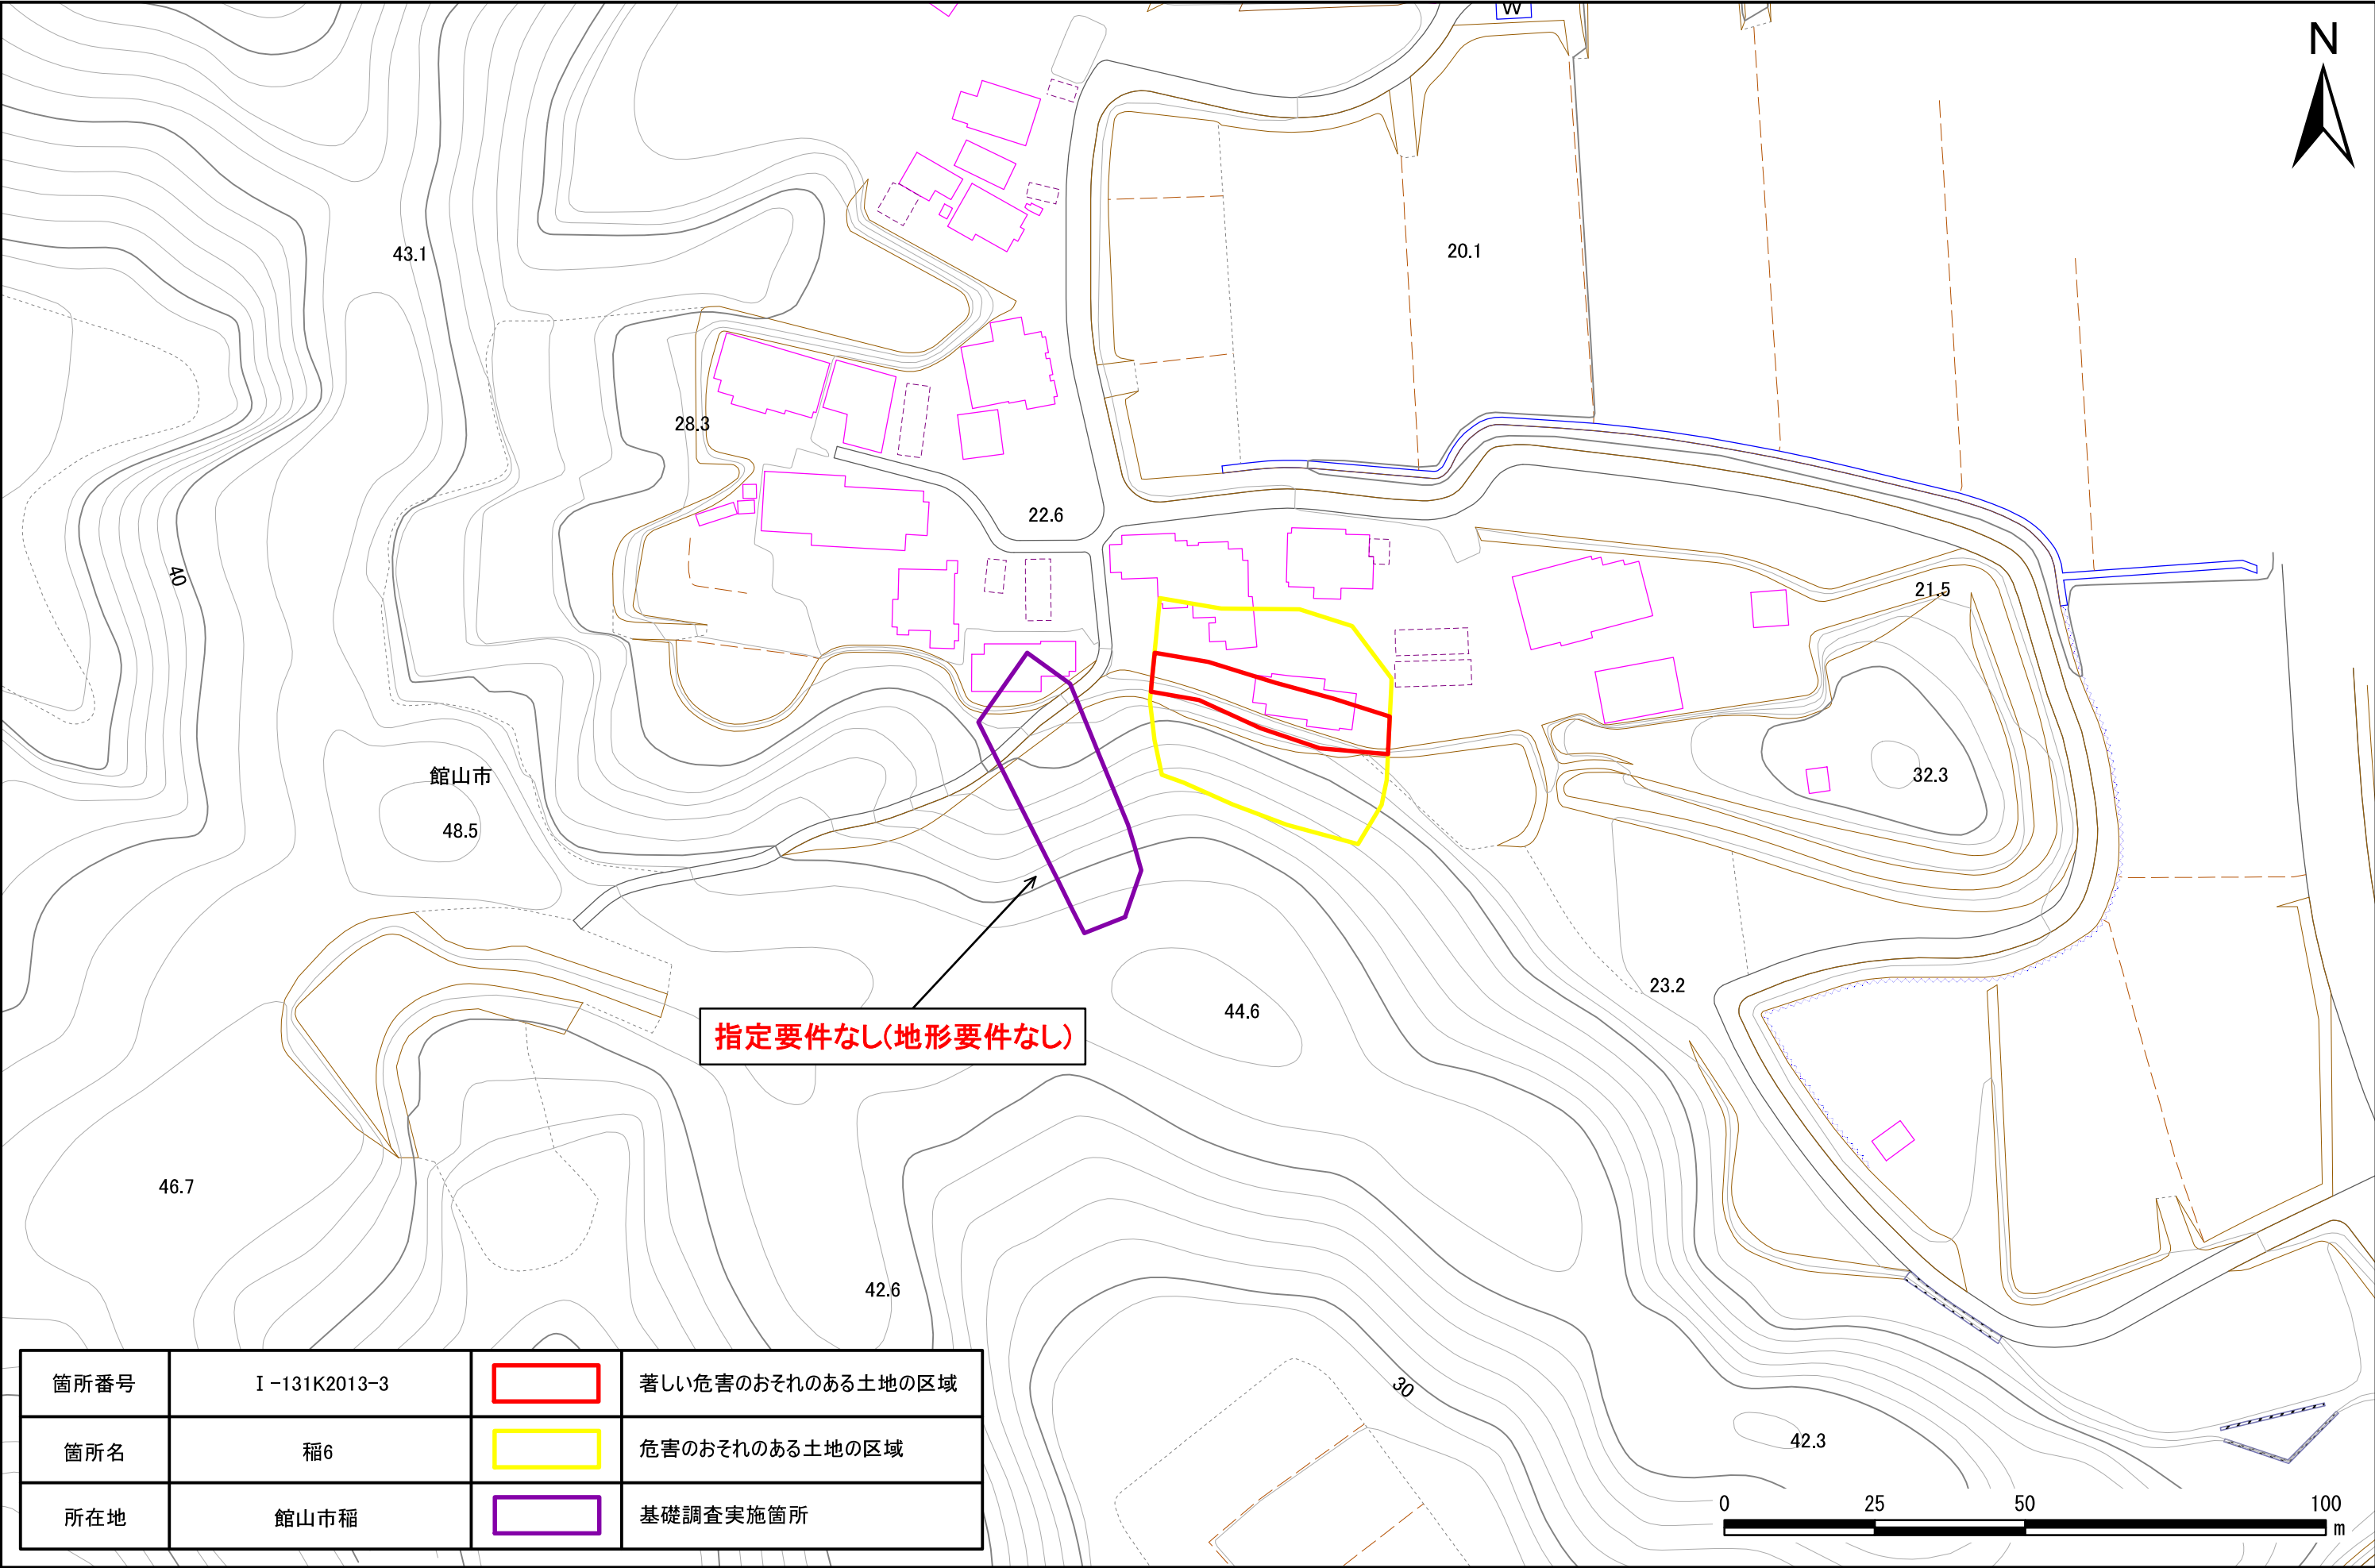 W
N
43.1
20.1
28.3
22.6
40
21.5
館山市
48.5
32.3
23.2
44.6
指定要件なし(地形要件なし)
46.7
42.6
30
42.3
箇所番号 Ⅰ-131K2013-3 著しい危害のおそれのある土地の区域
箇所名 稲6 危害のおそれのある土地の区域
所在地 館山市稲 基礎調査実施箇所
0 25 50 100
m